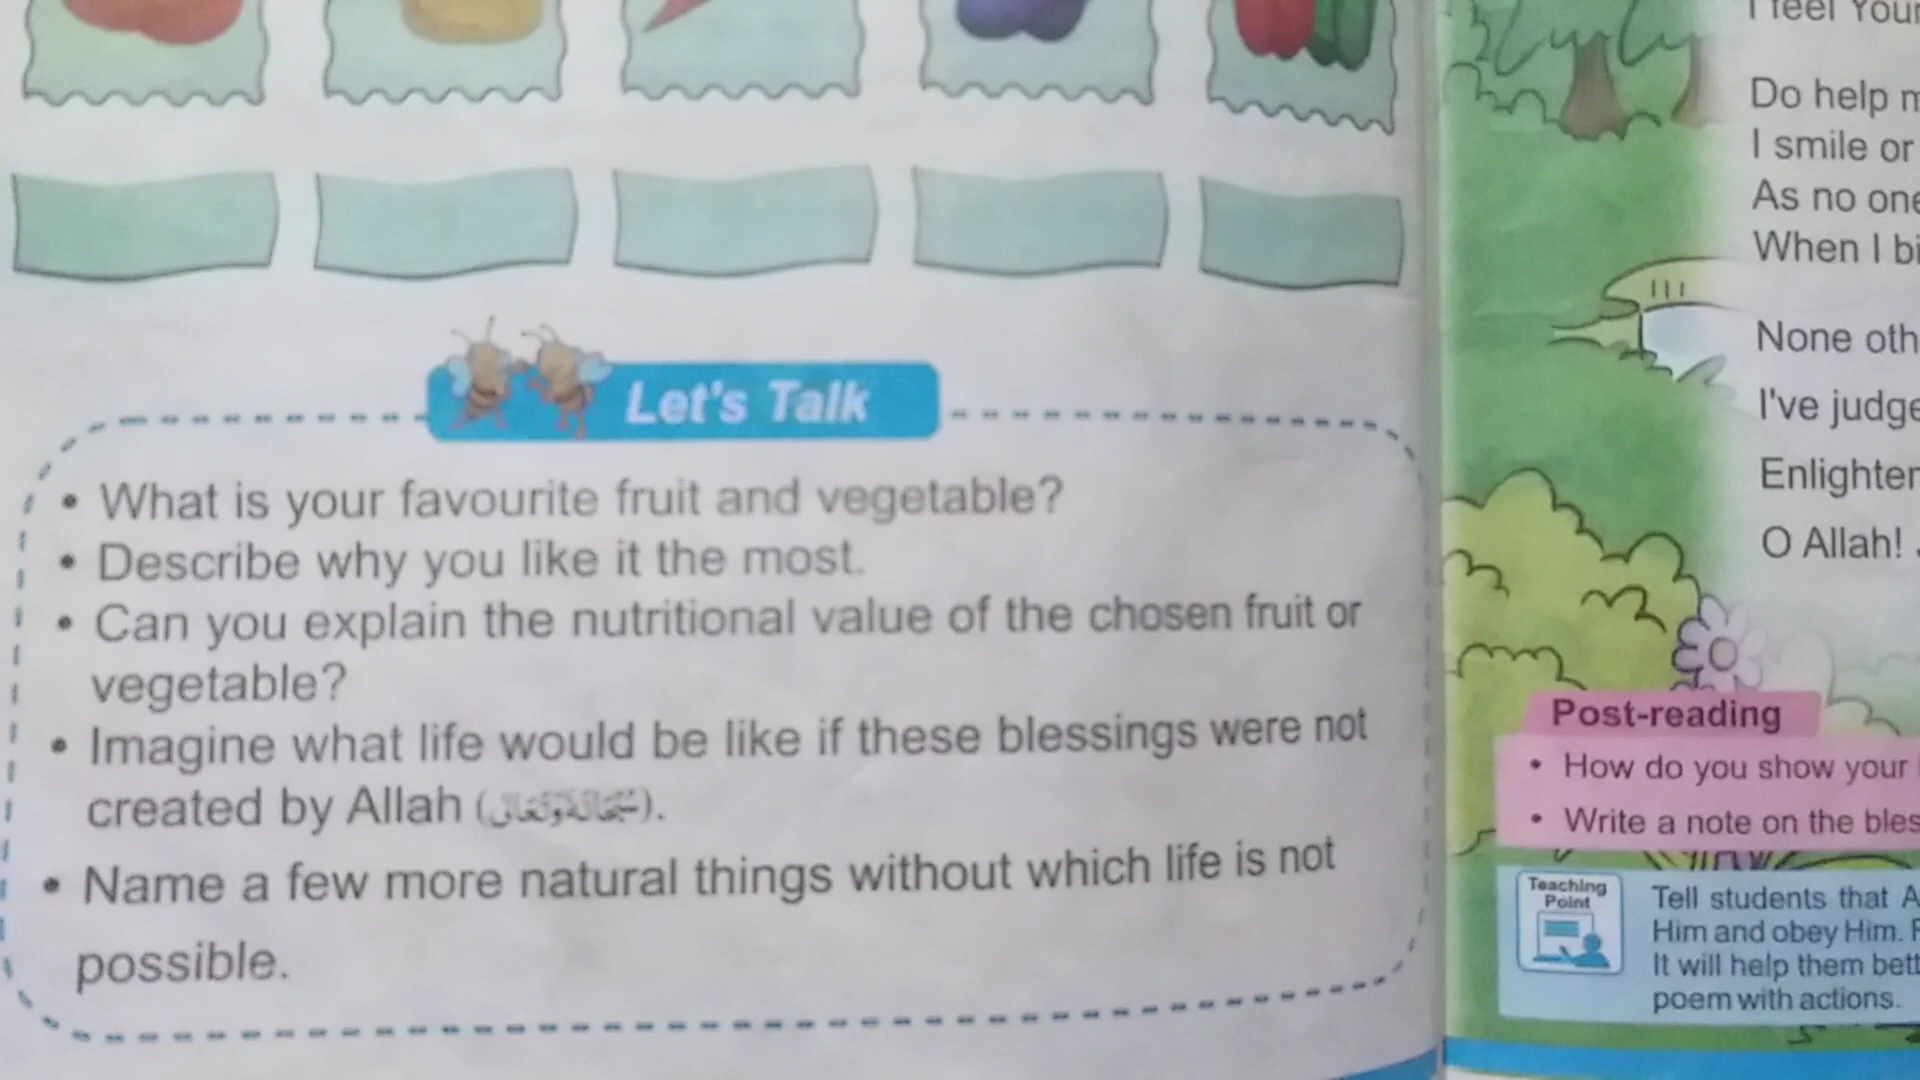 Let's Talk
• What is your favourite fruit and vegetable?
• Describe why you like it the most.
• Can you explain the nutritional value of the chosen fruit or
vegetable?
• Imagine what life would be like if these blessings were not
created by Allah ().
• Name a few more natural things without which life is not
possible.
I feel Your
Do help
I smile or
As no one
When I
None
I've
O Allah!
Post-reading
• How do you show your
• Write a note on the
Teaching
Point
Tell students that
Him and obey Him.
It will help them
poem with actions.